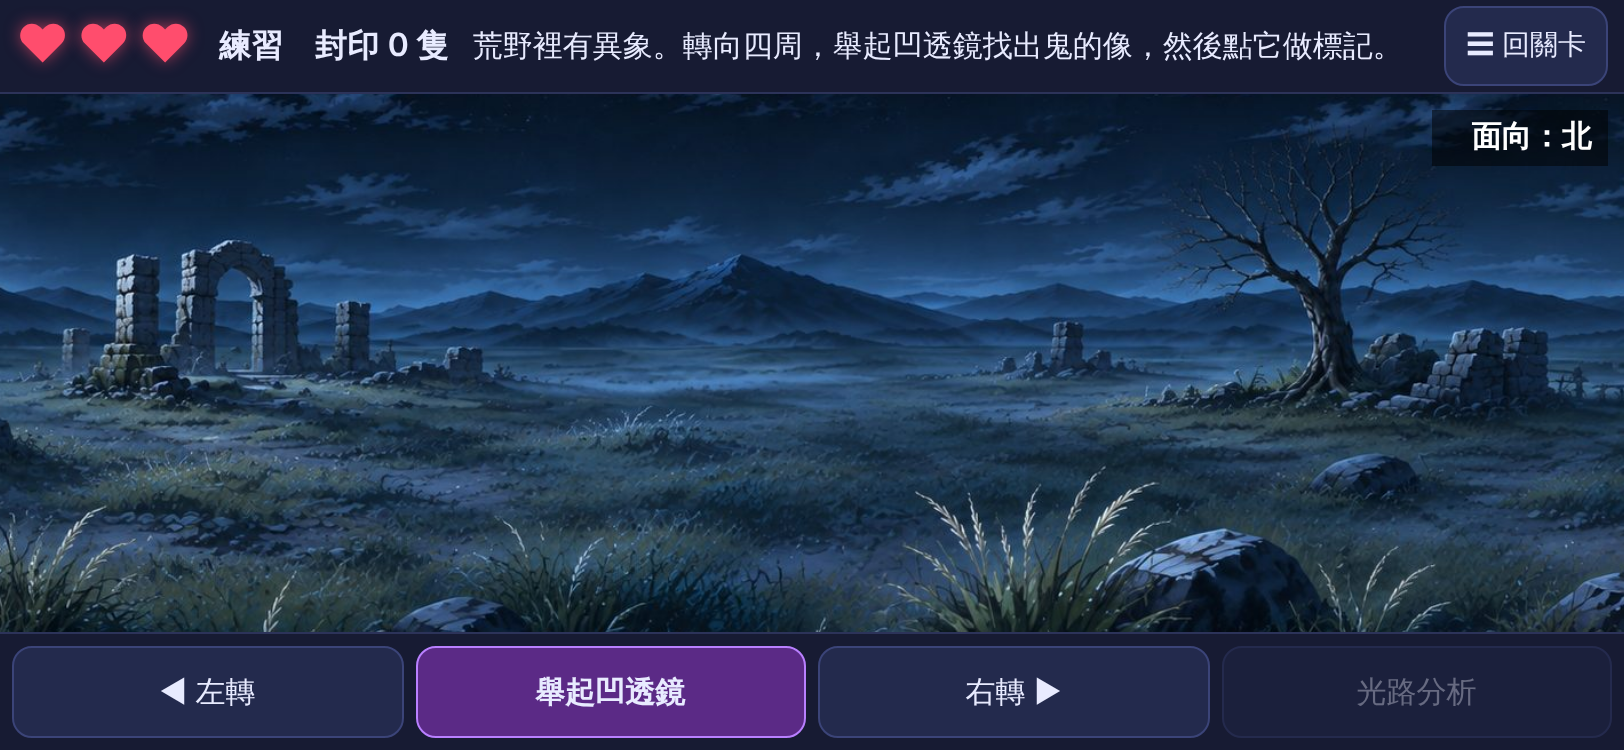 練習 封印 0 隻 荒野裡有異象。轉向四周，舉起凹透鏡找出鬼的像，然後點它做標記。 ☰ 回關卡
面向：北
◀ 左轉 舉起凹透鏡 右轉 ▶ 光路分析